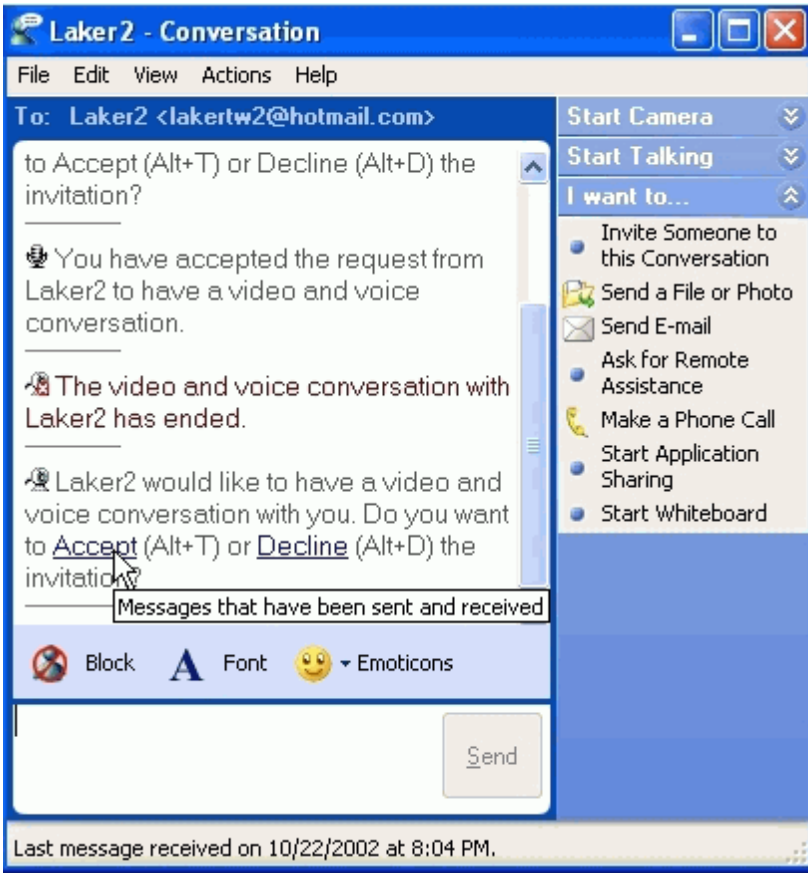 Laker2 - Conversation
File Edit View Actions Help
To: Laker2 <lakertw2@hotmail.com>
to Accept (Alt+T) or Decline (Alt+D) the
invitation?
You have accepted the request from
Laker2 to have a video and voice
conversation.
The video and voice conversation with
Laker2 has ended.
Laker2 would like to have a video and
voice conversation with you. Do you want
to Accept (Alt+T) or Decline (Alt+D) the
invitation?
Messages that have been sent and received
Block A Font Emoticons
Send
Start Camera
Start Talking
I want to...
Invite Someone to
this Conversation
Send a File or Photo
Send E-mail
Ask for Remote
Assistance
Make a Phone Call
Start Application
Sharing
Start Whiteboard
Last message received on 10/22/2002 at 8:04 PM.